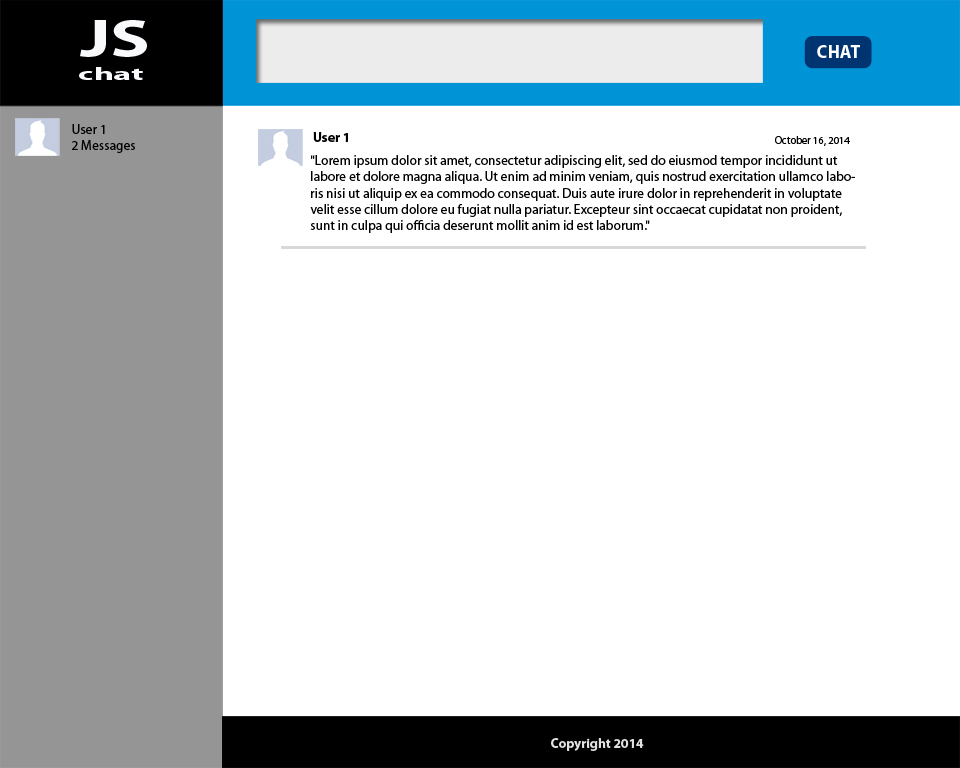 JS
chat
CHAT
User 1
2 Messages
User 1
October 16, 2014
"Lorem ipsum dolor sit amet, consectetur adipiscing elit, sed do eiusmod tempor incididunt ut
labore et dolore magna aliqua. Ut enim ad minim veniam, quis nostrud exercitation ullamco labo-
ris nisi ut aliquip ex ea commodo consequat. Duis aute irure dolor in reprehenderit in voluptate
velit esse cillum dolore eu fugiat nulla pariatur. Excepteur sint occaecat cupidatat non proident,
sunt in culpa qui officia deserunt mollit anim id est laborum."
Copyright 2014